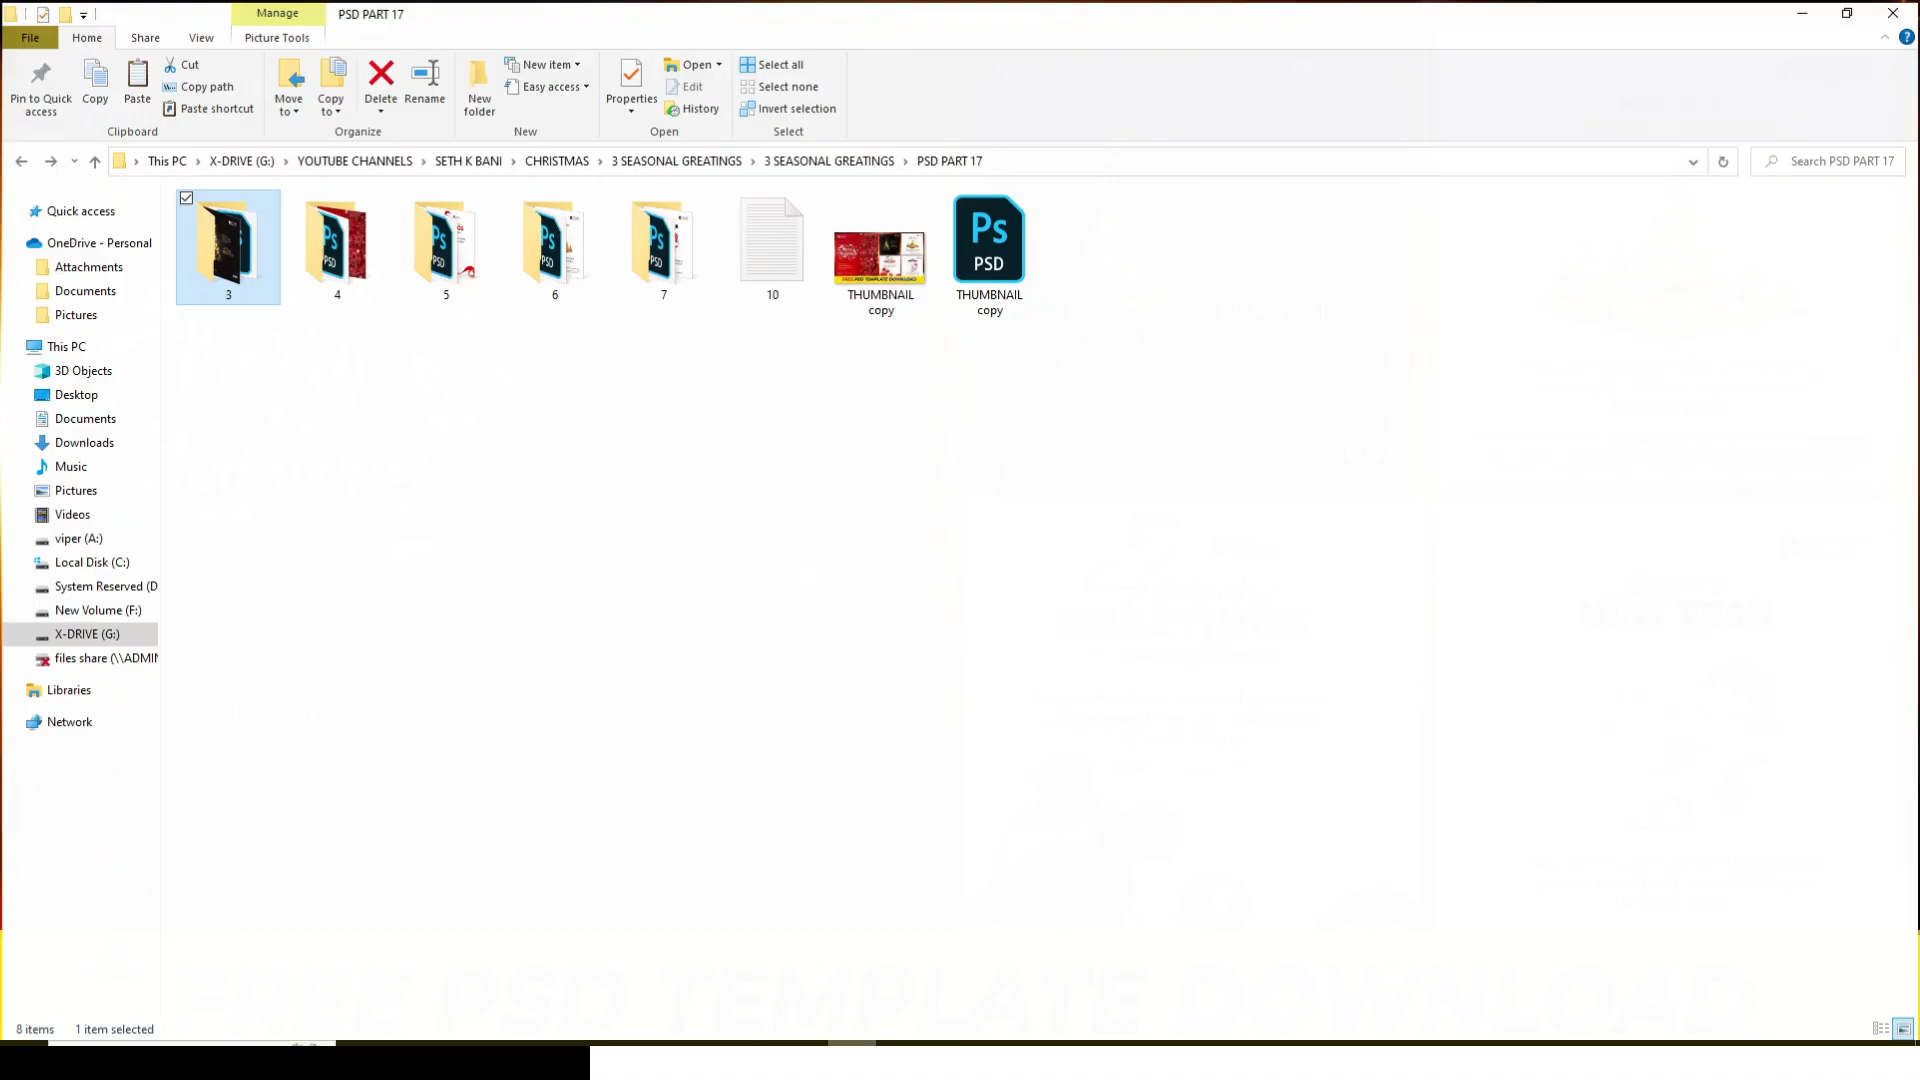 Manage
PSD PART 17
File
Home
Share
View
Picture Tools
Pin to Quick access
Copy
Paste
Cut
Copy path
Paste shortcut
Clipboard
Move to
Copy to
Delete
Rename
Organize
New folder
New item
Easy access
New
Properties
Open
Edit
History
Open
Select all
Select none
Invert selection
Select
This PC
X-DRIVE (G:)
YOUTUBE CHANNELS
SETH K BANI
CHRISTMAS
3 SEASONAL GREETINGS
3 SEASONAL GREETINGS
PSD PART 17
Search PSD PART 17
Quick access
OneDrive - Personal
Attachments
Documents
Pictures
This PC
3D Objects
Desktop
Documents
Downloads
Music
Pictures
Videos
viper (A:)
Local Disk (C:)
System Reserved (D
New Volume (F:)
X-DRIVE (G:)
files share (\\ADMIN
Libraries
Network
3
4
5
6
7
10
THUMBNAIL copy
Ps
PSD
THUMBNAIL copy
NEW YEAR
FREE PSD TEMPLATE DOWNLOAD
8 items
1 item selected